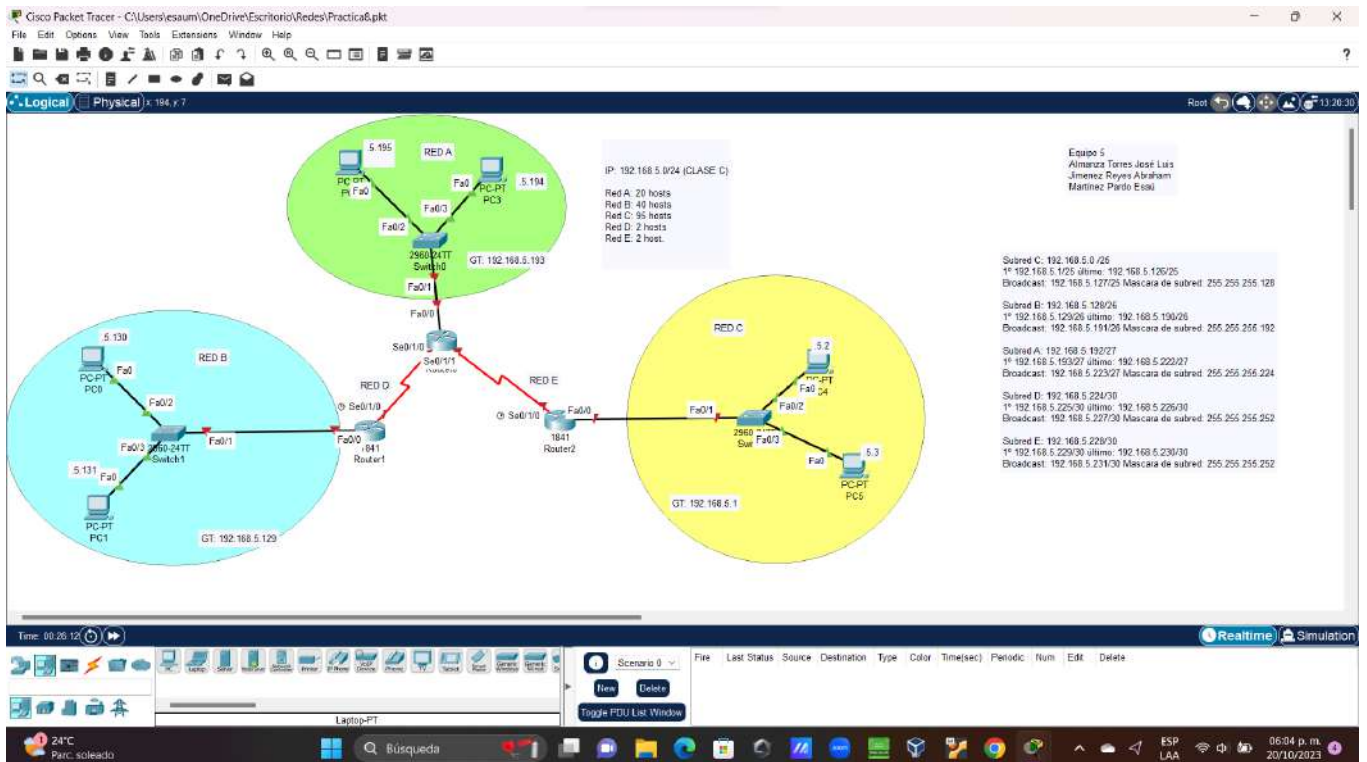 Cisco Packet Tracer - C:\Users\esaum\OneDrive\Escritorio\Redes\Practica8.pkt
File Edit Options View Tools Extensions Window Help
Logical Physical x: 194, y: 7
Root 13:20:30
.5.195
RED A
PC-PT
Fa0
Fa0
PC-PT
PC3
.5.194
Fa0/2
Fa0/3
2960-24TT
Switch0
GT: 192.168.5.193
Fa0/1
Fa0/0
IP: 192.168.5.0/24 (CLASE C)
Red A: 20 hosts
Red B: 40 hosts
Red C: 95 hosts
Red D: 2 hosts
Red E: 2 host.
Equipo 5
Almanza Torres José Luis
Jimenez Reyes Abraham
Martinez Pardo Esaú
Subred C: 192.168.5.0 /25
1º 192.168.5.1/25 último: 192.168.5.126/25
Broadcast: 192.168.5.127/25 Mascara de subred: 255.255.255.128
Subred B: 192.168.5.128/26
1º 192.168.5.129/26 último: 192.168.5.190/26
Broadcast: 192.168.5.191/26 Mascara de subred: 255.255.255.192
Subred A: 192.168.5.192/27
1º 192.168.5.193/27 último: 192.168.5.222/27
Broadcast: 192.168.5.223/27 Mascara de subred: 255.255.255.224
Subred D: 192.168.5.224/30
1º 192.168.5.225/30 último: 192.168.5.226/30
Broadcast: 192.168.5.227/30 Mascara de subred: 255.255.255.252
Subred E: 192.168.5.228/30
1º 192.168.5.229/30 último: 192.168.5.230/30
Broadcast: 192.168.5.231/30 Mascara de subred: 255.255.255.252
Se0/1/0
Se0/1/1
RED D
RED E
Se0/1/0
Se0/1/0
Fa0/0
1841
Router1
Fa0/0
1841
Router2
.5.130
RED B
PC-PT
PC0
Fa0
Fa0/2
Fa0/3
2960-24TT
Switch1
Fa0/1
.5.131
Fa0
PC-PT
PC1
GT: 192.168.5.129
RED C
.5.2
Fa0
Fa0/1
Fa0/2
2960
Fa0/3
Fa0
.5.3
PC-PT
PC5
GT: 192.168.5.1
Time: 00:26:12
Realtime Simulation
Scenario 0
New Delete
Toggle PDU List Window
Fire Last Status Source Destination Type Color Time(sec) Periodic Num Edit Delete
Laptop-PT
24°C
Parc. soleado
Búsqueda
ESP
LAA
06:04 p. m.
20/10/2023